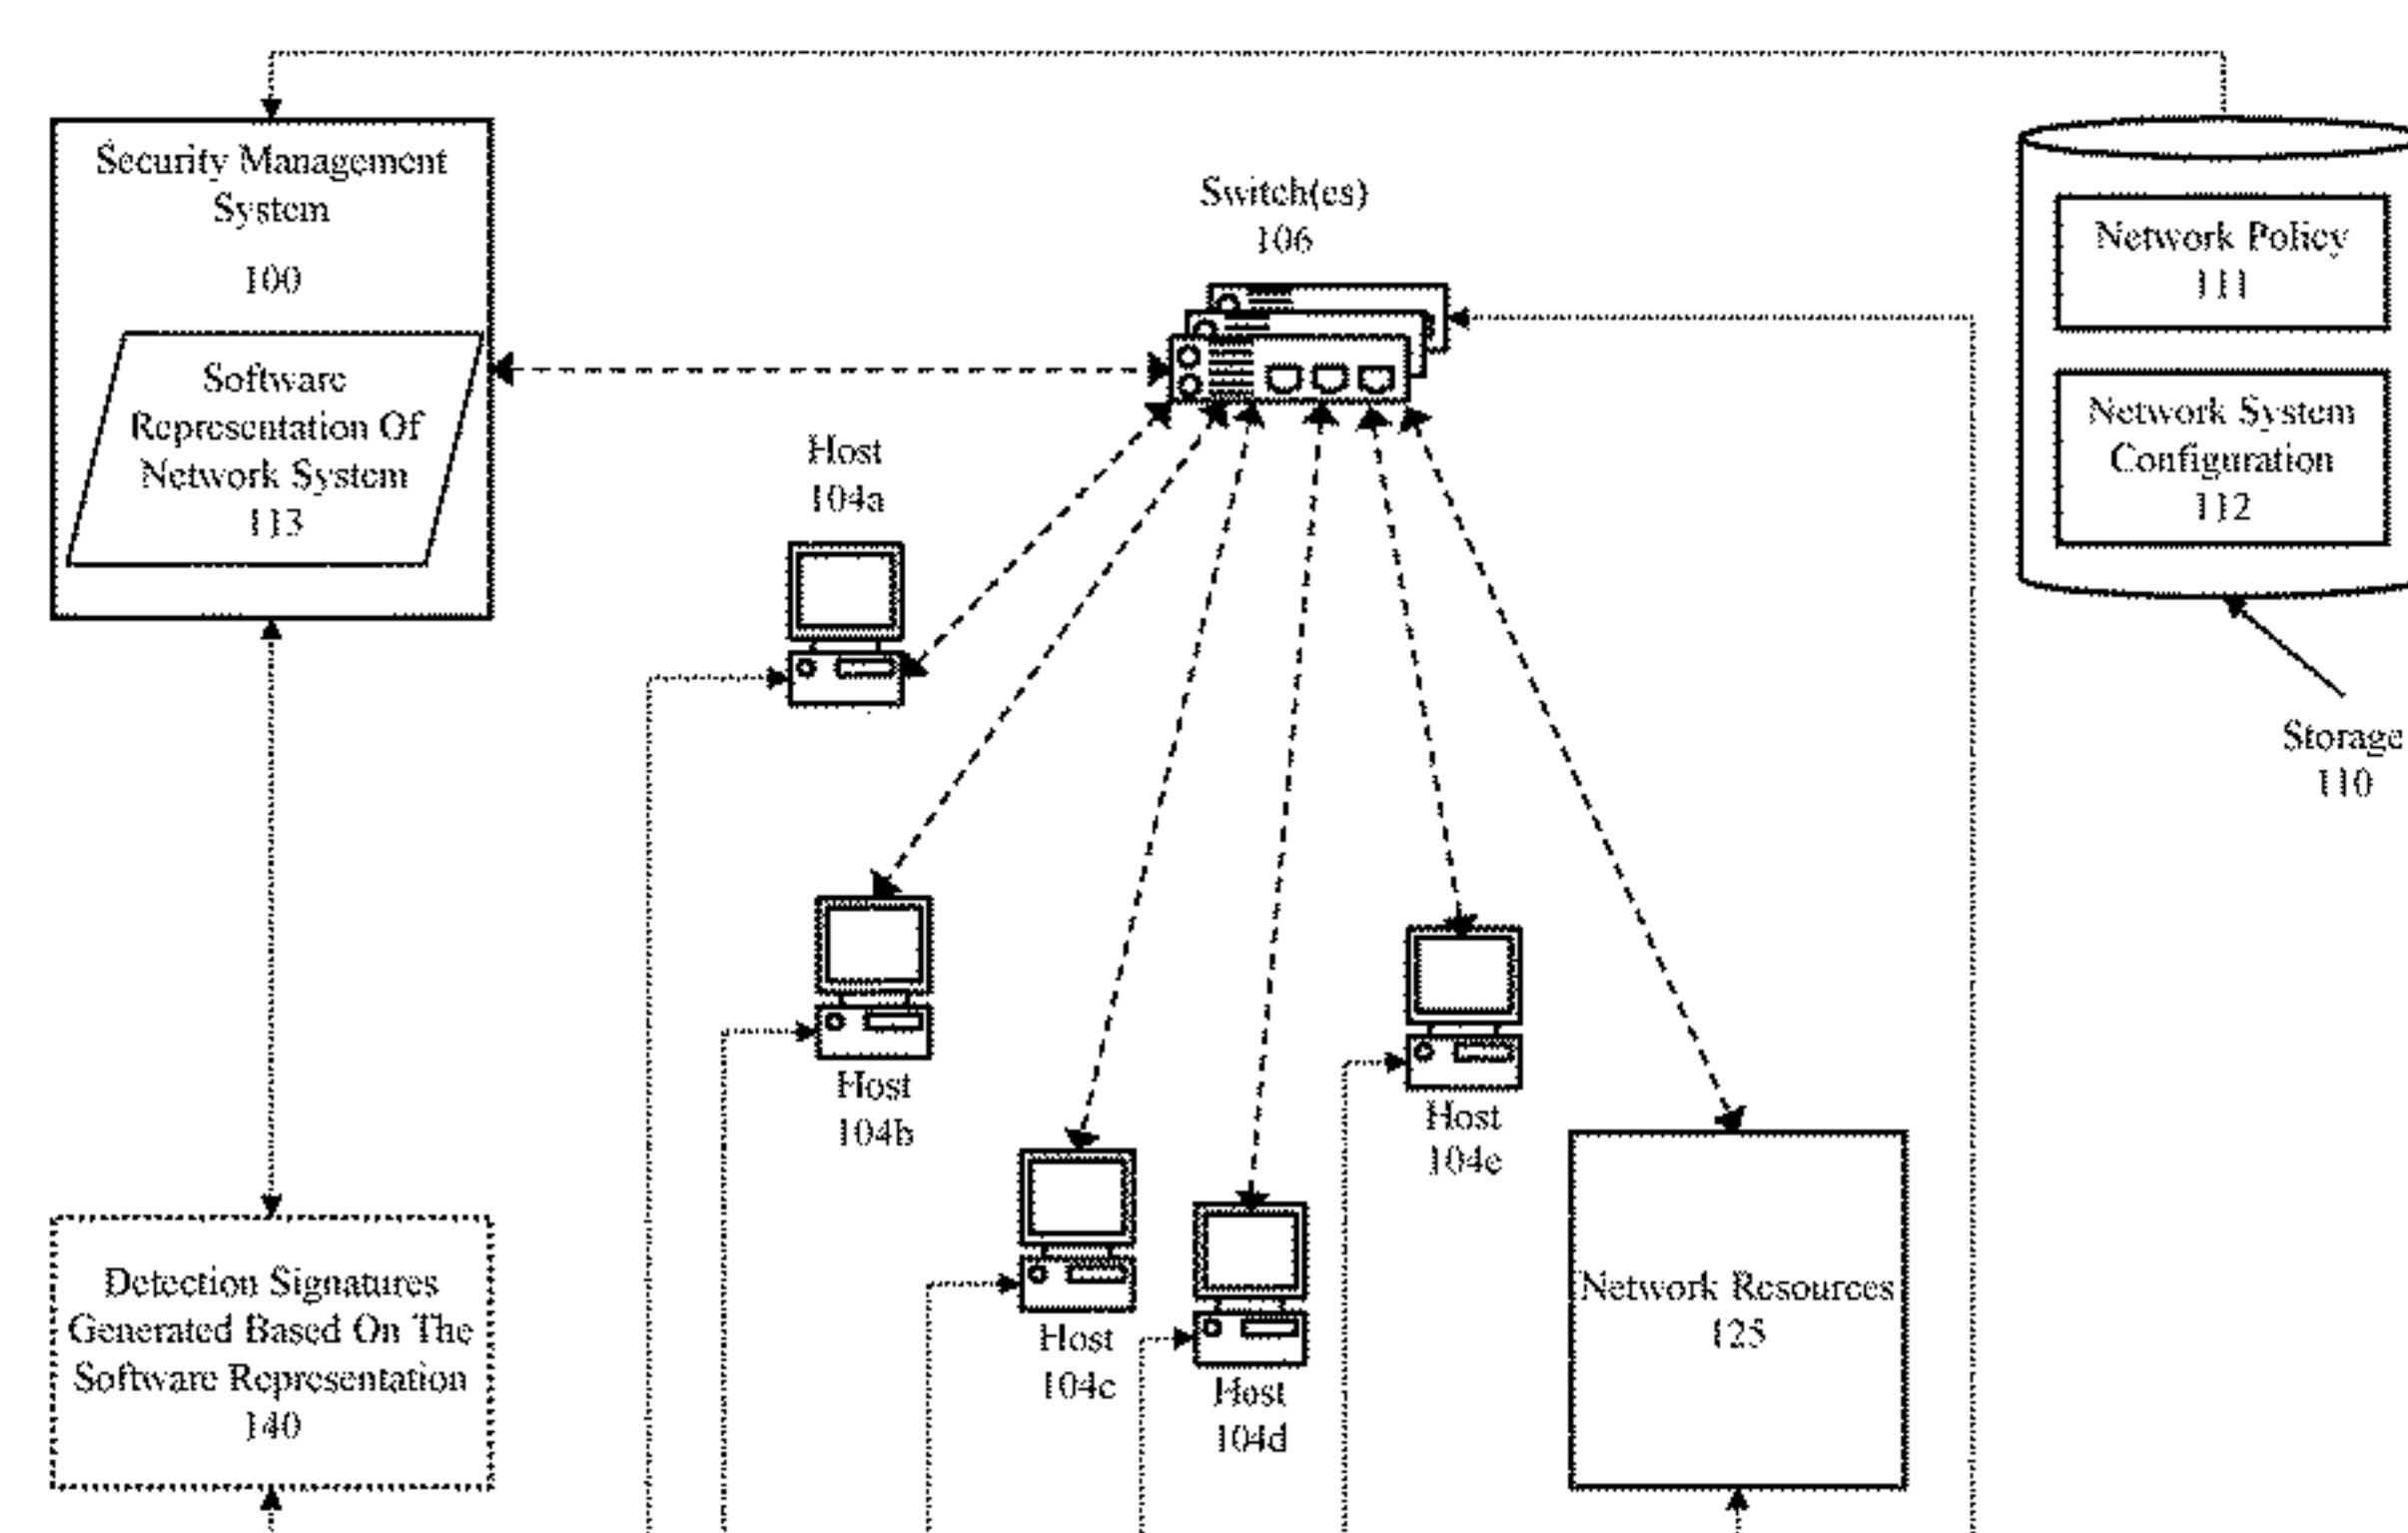 Security Management
System
100
Software
Representation Of
Network System
113
Switch(es)
106
Network Policy
111
Network System
Configuration
112
Storage
110
Host
104a
Host
104b
Host
104c
Host
104d
Host
104e
Network Resources
125
Detection Signatures
Generated Based On The
Software Representation
140